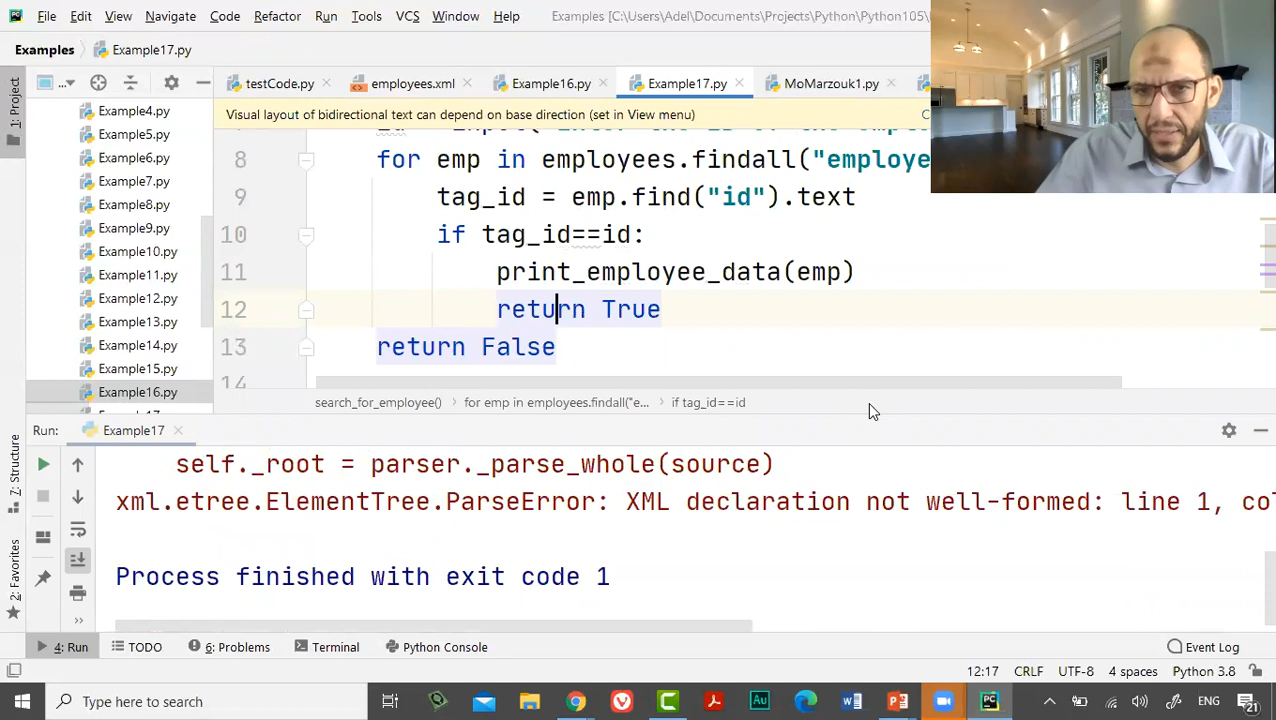 File Edit View Navigate Code Refactor Run Tools VCS Window Help Examples [C:\Users\Adel\Documents\Projects\Python\Python105\
Examples Example17.py
1: Project
... testCode.py employees.xml Example16.py Example17.py MoMarzouk1.py
Visual layout of bidirectional text can depend on base direction (set in View menu)
Example4.py
Example5.py
Example6.py
Example7.py
Example8.py
Example9.py
Example10.py
Example11.py
Example12.py
Example13.py
Example14.py
Example15.py
Example16.py
8 for emp in employees.findall("employe
9 tag_id = emp.find("id").text
10 if tag_id==id:
11 print_employee_data(emp)
12 return True
13 return False
14
search_for_employee() for emp in employees.findall("e... if tag_id==id
Run: Example17
self._root = parser._parse_whole(source)
xml.etree.ElementTree.ParseError: XML declaration not well-formed: line 1, co
Process finished with exit code 1
Z: Structure
2: Favorites
4: Run TODO 6: Problems Terminal Python Console Event Log
12:17 CRLF UTF-8 4 spaces Python 3.8
Type here to search
ENG
21